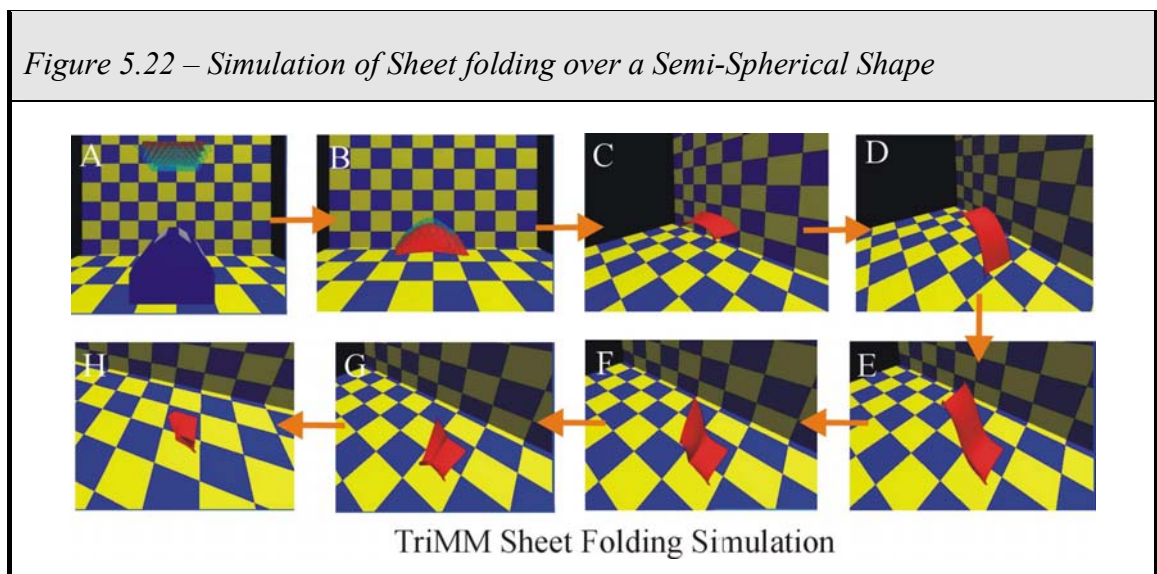 Figure 5.22 – Simulation of Sheet folding over a Semi-Spherical Shape
A
B
C
D
H
G
F
E
TriMM Sheet Folding Simulation